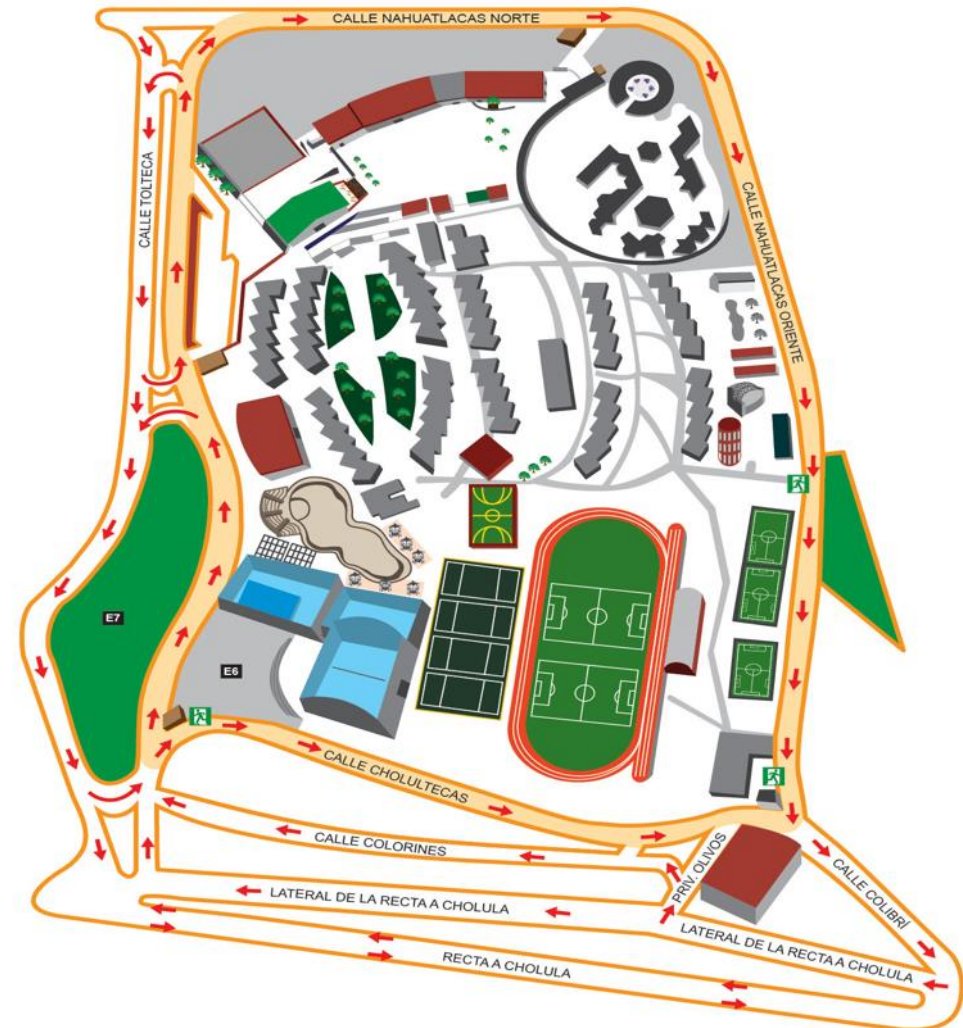 CALLE NAHUATLACAS NORTE
CALLE TOLTECA
CALLE NAHUATLACAS ORIENTE
E7
E6
CALLE CHOLULTECAS
CALLE COLORINES
PRIV. OLIVOS
CALLE COLIBRÍ
LATERAL DE LA RECTA A CHOLULA
LATERAL DE LA RECTA A CHOLULA
RECTA A CHOLULA